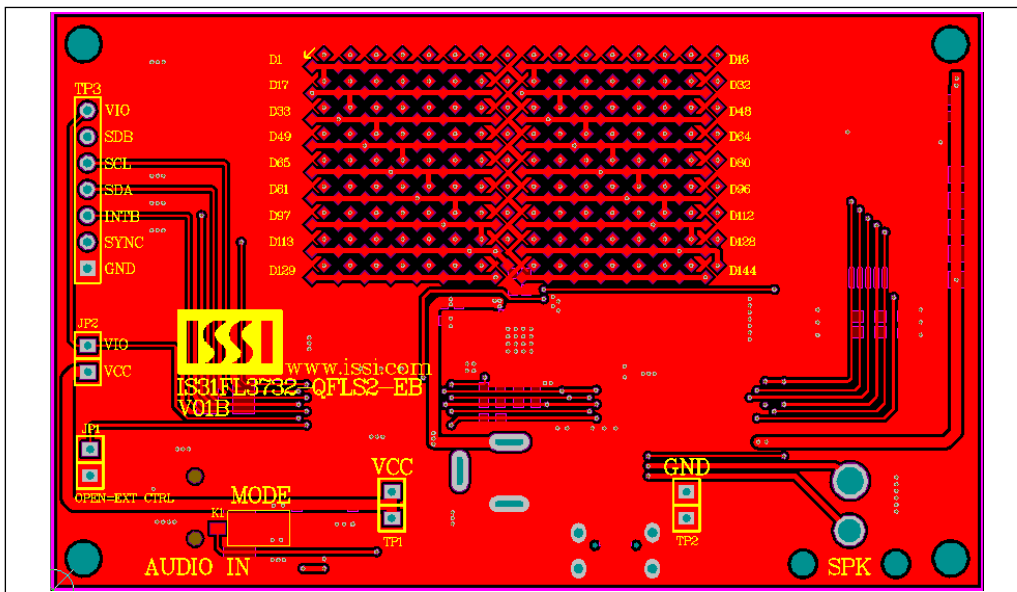 D1
D16
D17
D32
TP3
VIO
D33
D48
SDB
D49
D64
SCL
D65
D80
SDA
D81
D96
INTB
D97
D112
SYNC
D113
D128
GND
D129
D144
JP2
VIO
VCC
ISSI
www.issi.com
IS31FL3732-QFLS2-EB
V01B
JP1
OPEN=EXT CTRL
MODE
VCC
GND
K1
TP1
TP2
AUDIO IN
SPK